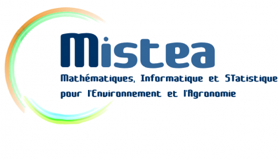 Mistea
Mathématiques, Informatique et STatistique
pour l'Environnement et l'Agronomie